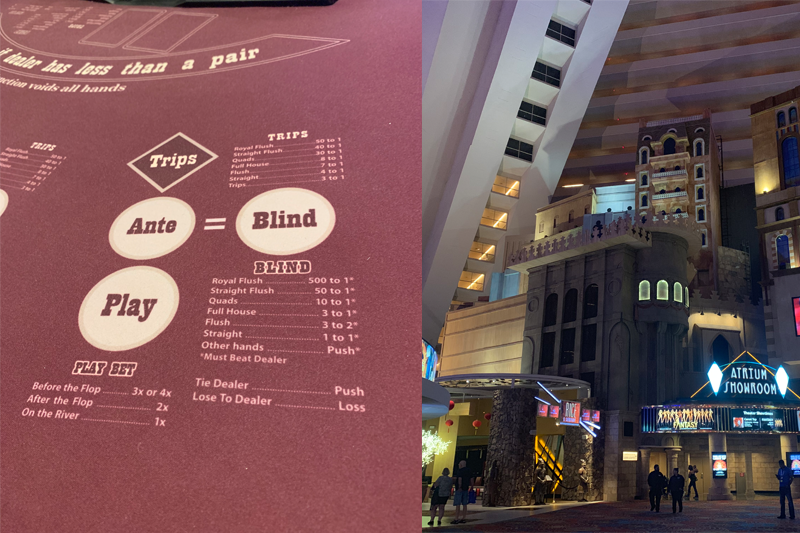 dealer has less than a pair
voids all hands
TRIPS
Trips
TRIPS
Royal Flush 50 to 1
Straight Flush 40 to 1
Quads 30 to 1
Full House 8 to 1
Flush 7 to 1
Straight 4 to 1
Trips 3 to 1
Ante = Blind
Play
BLIND
Royal Flush 500 to 1*
Straight Flush 50 to 1*
Quads 10 to 1*
Full House 3 to 1*
Flush 3 to 2*
Straight 1 to 1*
Other hands Push*
*Must Beat Dealer
Tie Dealer Push
Lose To Dealer Loss
PLAY BET
Before the Flop 3x or 4x
After the Flop 2x
On the River 1x
ATRIUM
SHOWROOM
FANTASY